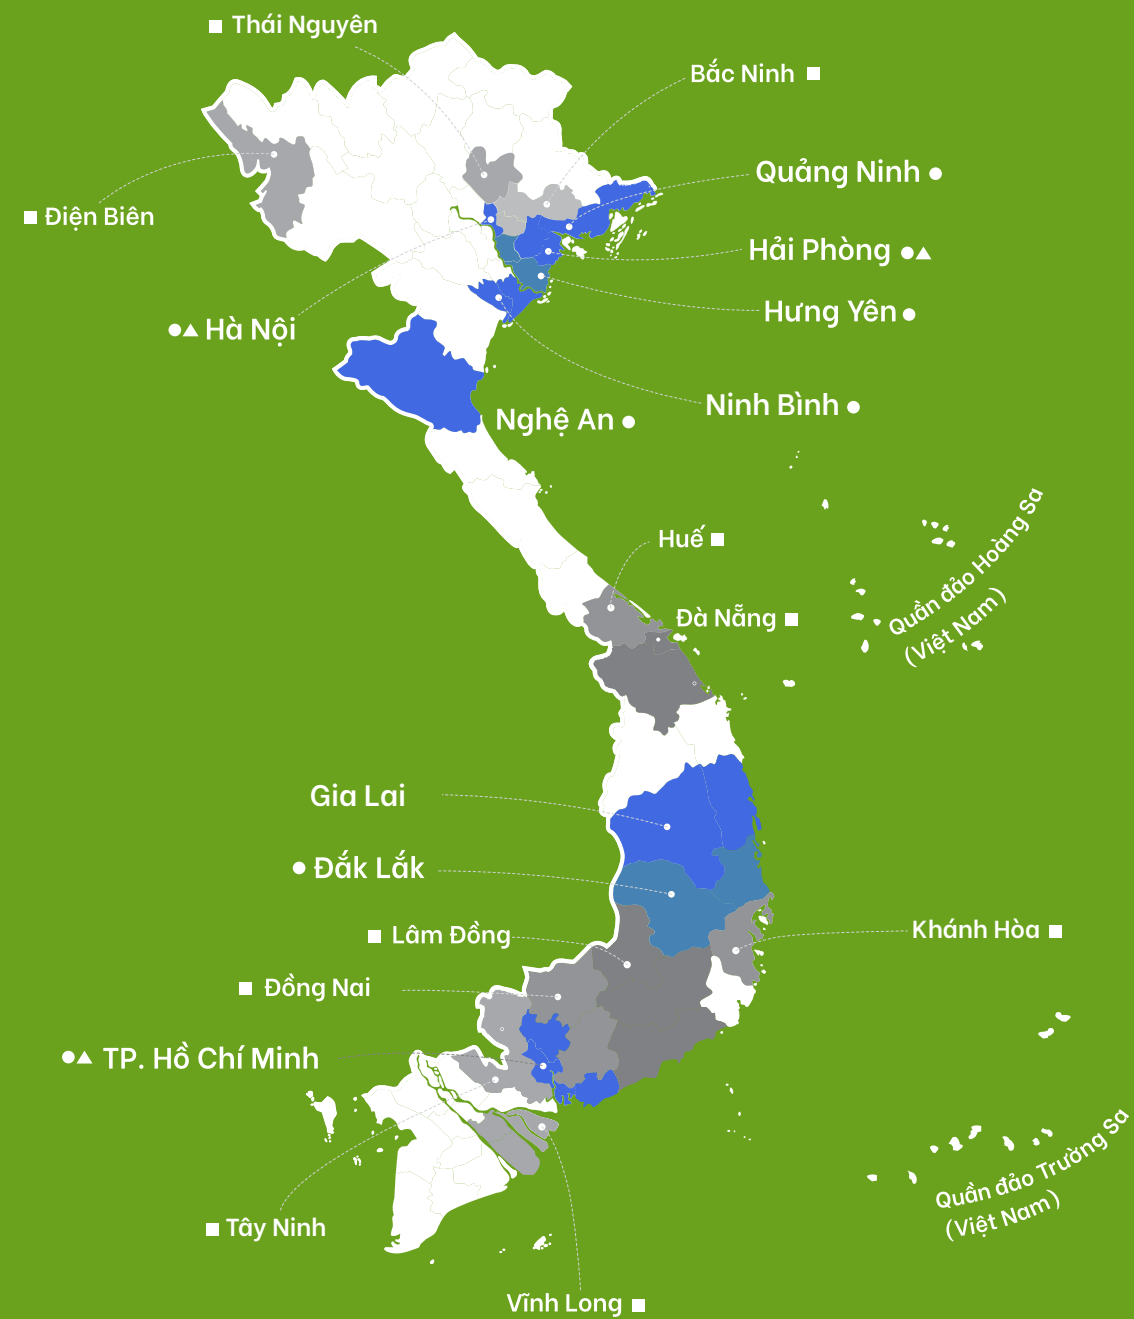 Thái Nguyên
Bắc Ninh
Quảng Ninh
Điện Biên
Hải Phòng
Hưng Yên
Hà Nội
Ninh Bình
Nghệ An
Quần đảo Hoàng Sa
(Việt Nam)
Huế
Đà Nẵng
Gia Lai
Đắk Lắk
Lâm Đồng
Khánh Hòa
Đồng Nai
TP. Hồ Chí Minh
Quần đảo Trường Sa
(Việt Nam)
Tây Ninh
Vĩnh Long